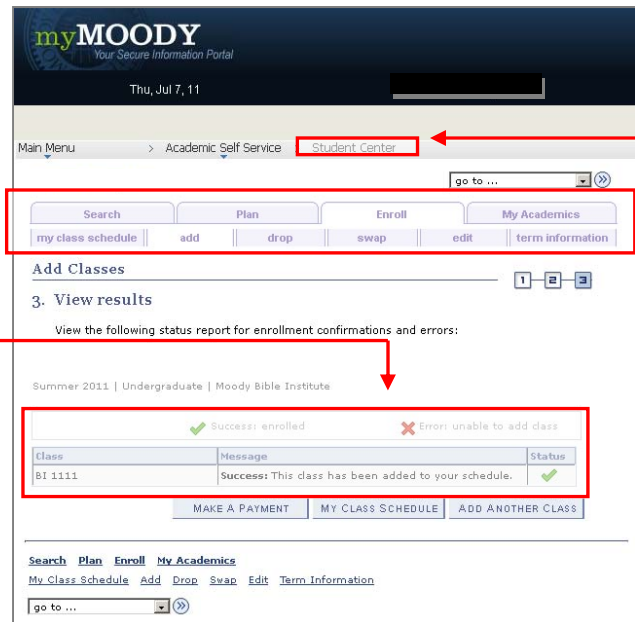 myMOODY
Your Secure Information Portal
Thu, Jul 7, 11
Main Menu > Academic Self Service > Student Center
go to ...
Search Plan Enroll My Academics
my class schedule add drop swap edit term information
Add Classes
1 2 3
3. View results
View the following status report for enrollment confirmations and errors:
Summer 2011 | Undergraduate | Moody Bible Institute
Success: enrolled Error: unable to add class
Class Message Status
BI 1111 Success: This class has been added to your schedule.
MAKE A PAYMENT MY CLASS SCHEDULE ADD ANOTHER CLASS
Search Plan Enroll My Academics
My Class Schedule Add Drop Swap Edit Term Information
go to ...